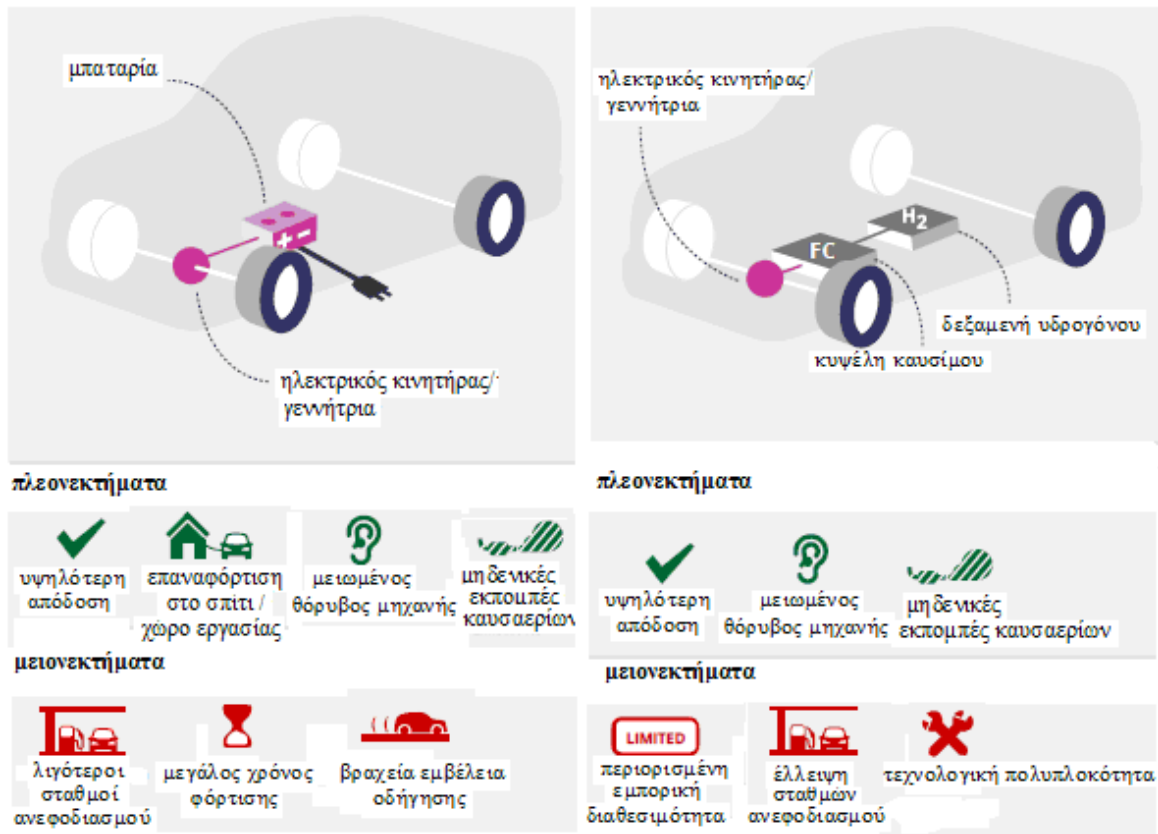 μπαταρία
+ -
ηλεκτρικός κινητήρας/
γεννήτρια
πλεονεκτήματα
υψηλότερη
απόδοση
επαναφόρτιση
στο σπίτι /
χώρο εργασίας
μειωμένος
θόρυβος μηχανής
μηδενικές
εκπομπές
καυσαερίων
μειονεκτήματα
λιγότεροι
σταθμοί
ανεφοδιασμού
μεγάλος χρόνος
φόρτισης
βραχεία εμβέλεια
οδήγησης
ηλεκτρικός κινητήρας/
γεννήτρια
H2
FC
δεξαμενή υδρογόνου
κυψέλη καυσίμου
πλεονεκτήματα
υψηλότερη
απόδοση
μειωμένος
θόρυβος μηχανής
μηδενικές
εκπομπές καυσαερίων
μειονεκτήματα
LIMITED
περιορισμένη
εμπορική
διαθεσιμότητα
έλλειψη
σταθμών
ανεφοδιασμού
τεχνολογική πολυπλοκότητα